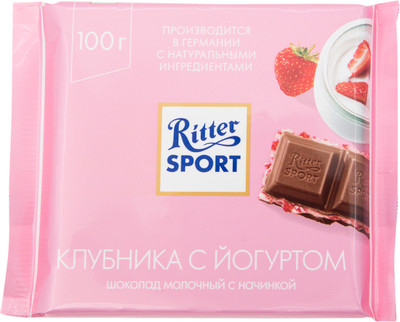 100 г
ПРОИЗВОДИТСЯ
В ГЕРМАНИИ
С НАТУРАЛЬНЫМИ
ИНГРЕДИЕНТАМИ
Ritter
SPORT
КЛУБНИКА С ЙОГУРТОМ
ШОКОЛАД МОЛОЧНЫЙ С НАЧИНКОЙ